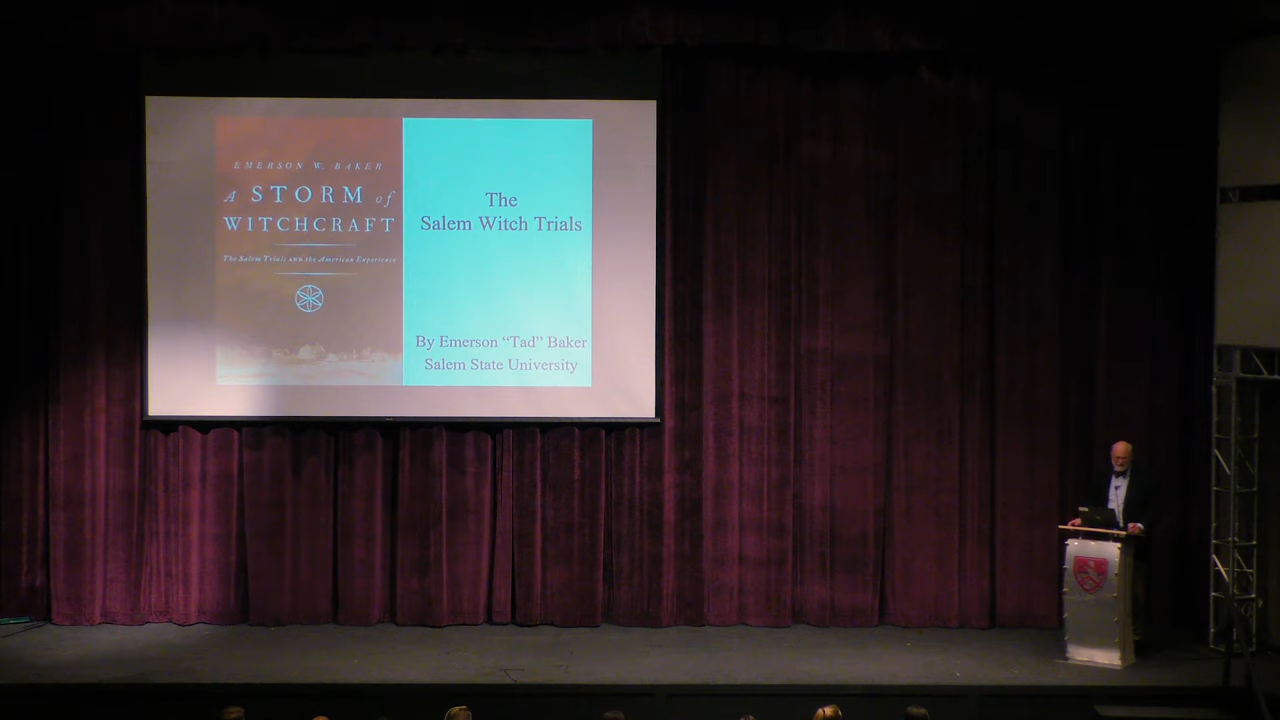 EMERSON W. BAKER
A STORM of
WITCHCRAFT
The Salem Trials and the American Experience
The
Salem Witch Trials
By Emerson “Tad” Baker
Salem State University